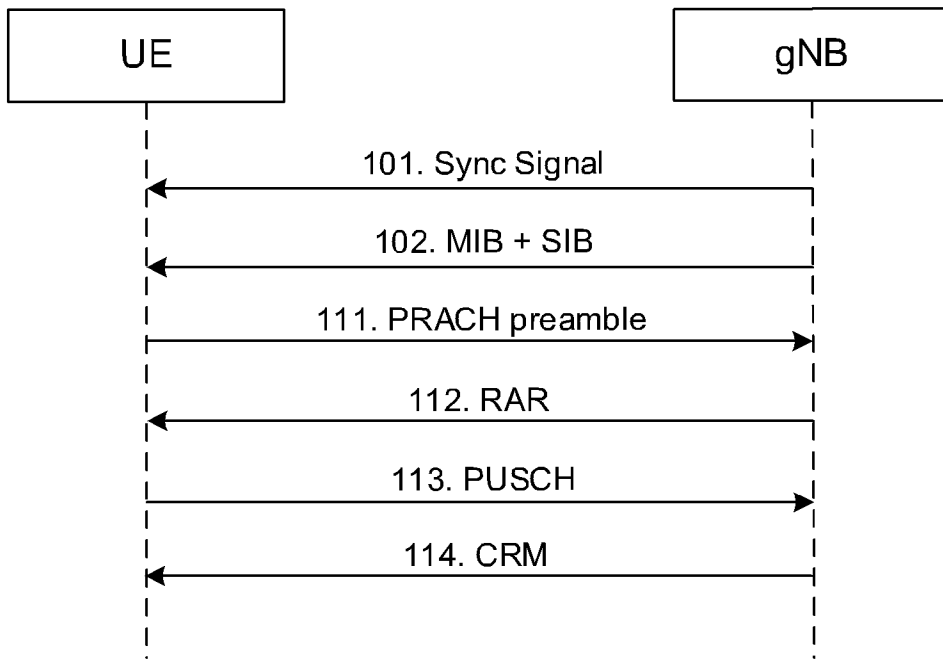 UE
gNB
101. Sync Signal
102. MIB + SIB
111. PRACH preamble
112. RAR
113. PUSCH
114. CRM